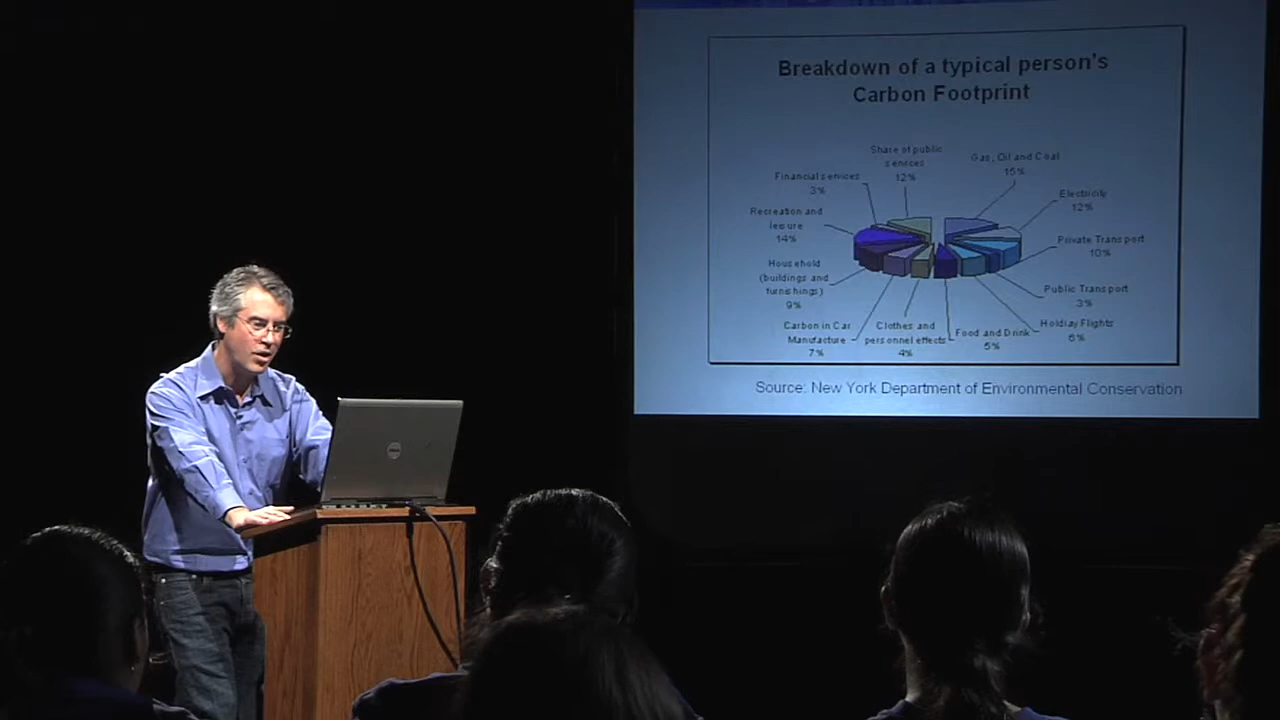 Breakdown of a typical person's
Carbon Footprint
Share of public
services
12%
Gas, Oil and Coal
15%
Financial services
3%
Electricity
12%
Recreation and
leisure
14%
Private Transport
10%
Household
(buildings and
furnishings)
9%
Public Transport
3%
Carbon in Car
Manufacture
7%
Clothes and
personnel effects
4%
Food and Drink
5%
Holdiay Flights
6%
Source: New York Department of Environmental Conservation